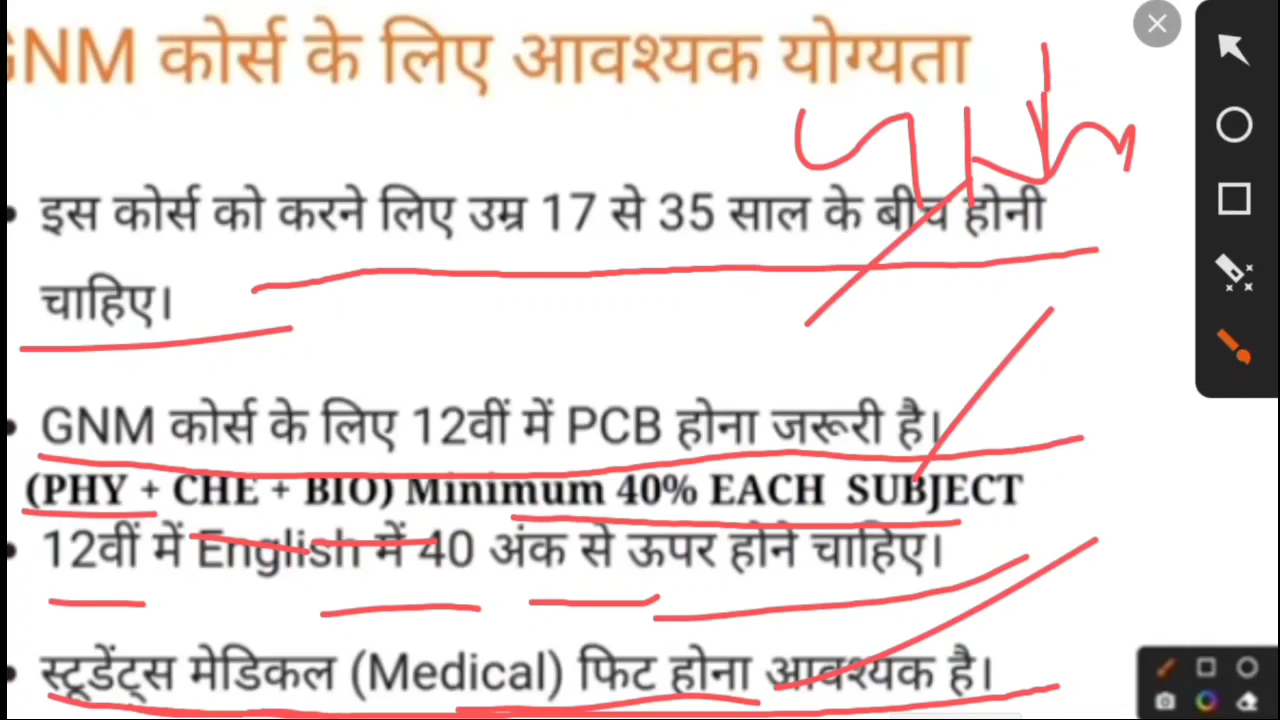 GNM कोर्स के लिए आवश्यक योग्यता
• इस कोर्स को करने लिए उम्र 17 से 35 साल के बीच होनी
चाहिए।
• GNM कोर्स के लिए 12वीं में PCB होना जरूरी है।
(PHY + CHE + BIO) Minimum 40% EACH SUBJECT
• 12वीं में English में 40 अंक से ऊपर होने चाहिए।
• स्टूडेंट्स मेडिकल (Medical) फिट होना आवश्यक है।